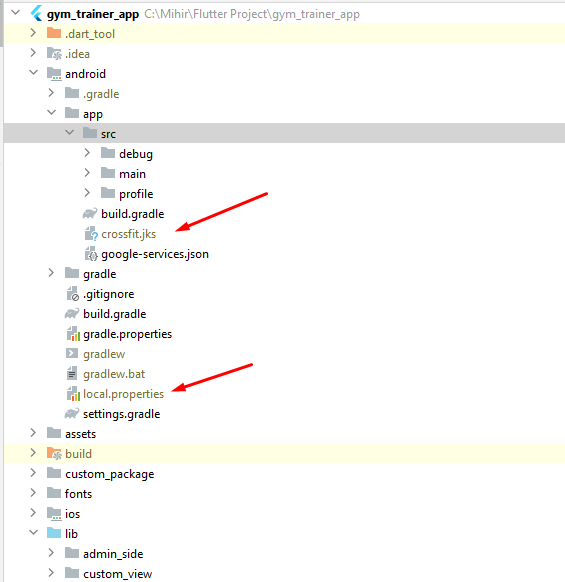 gym_trainer_app C:\Mihir\Flutter Project\gym_trainer_app
.dart_tool
.idea
android
.gradle
app
src
debug
main
profile
build.gradle
crossfit.jks
google-services.json
gradle
.gitignore
build.gradle
gradle.properties
gradlew
gradlew.bat
local.properties
settings.gradle
assets
build
custom_package
fonts
ios
lib
admin_side
custom_view